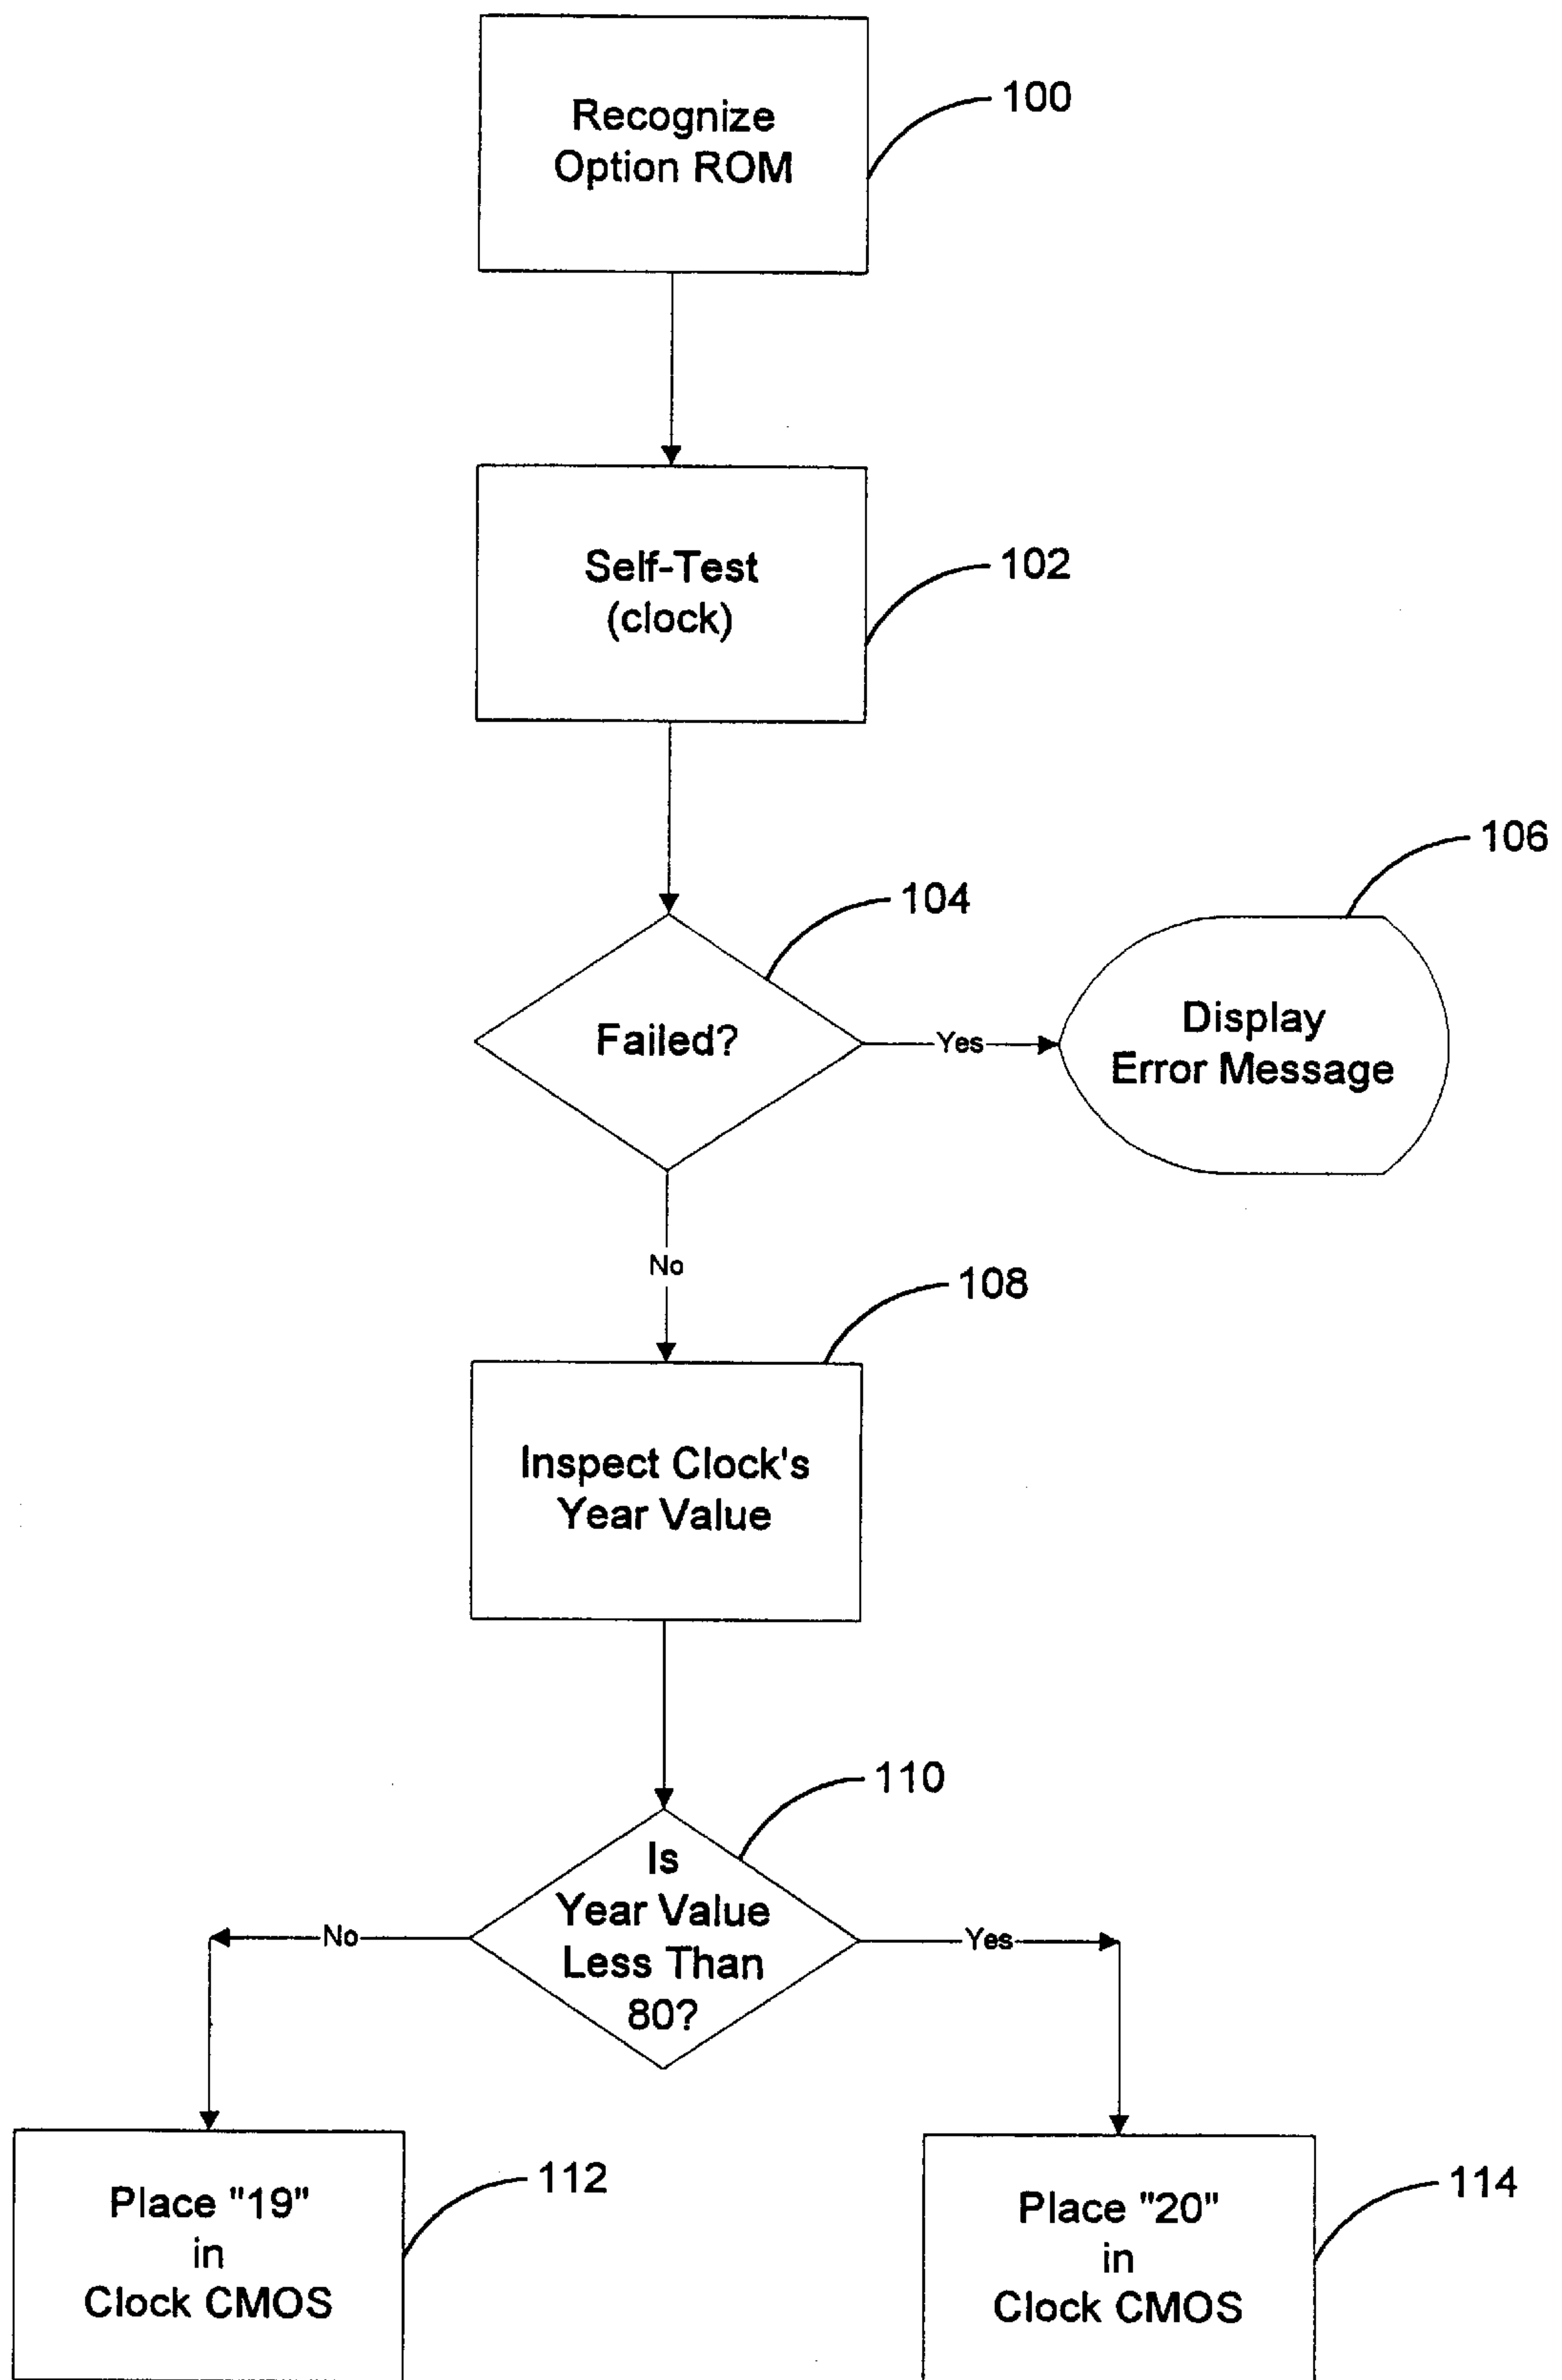 Recognize
Option ROM
100
Self-Test
(clock)
102
104
Failed?
Yes
106
Display
Error Message
No
108
Inspect Clock's
Year Value
110
Is
Year Value
Less Than
80?
No
Yes
Place "19"
in
Clock CMOS
112
Place "20"
in
Clock CMOS
114